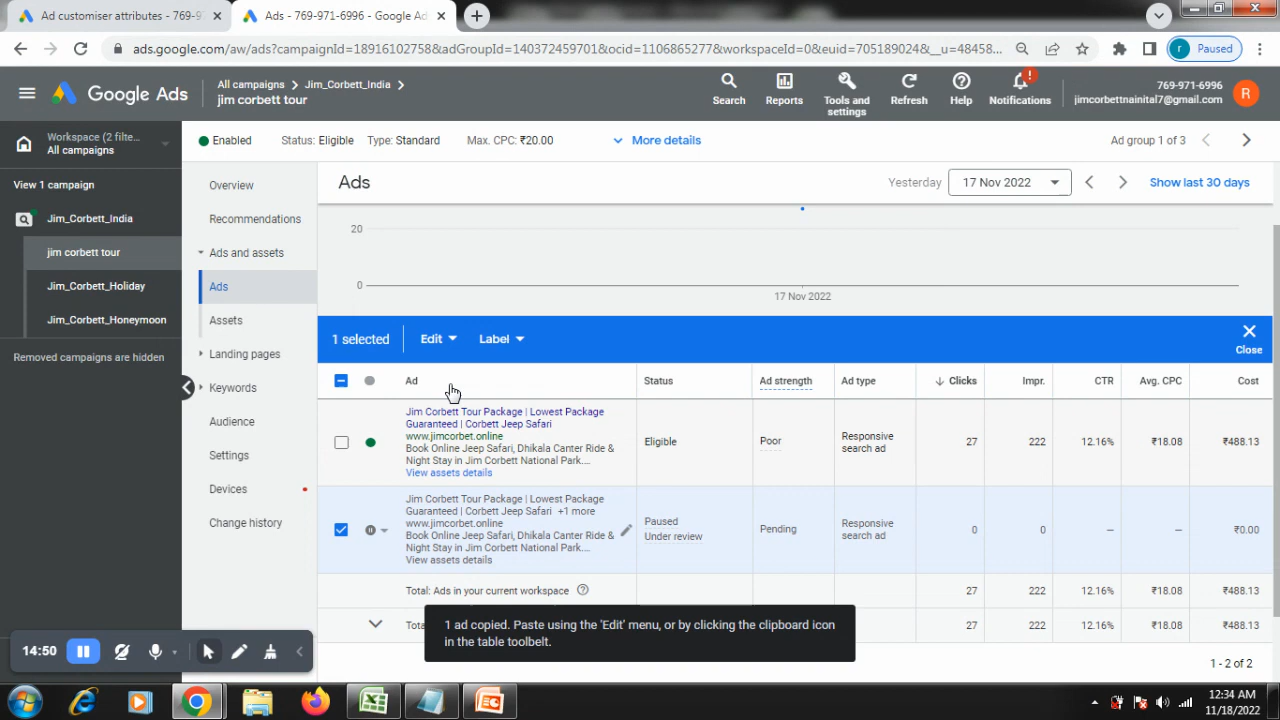 Ad customiser attributes - 769-9
Ads - 769-971-6996 - Google Ads
ads.google.com/aw/ads?campaignId=18916102758&adGroupId=140372459701&ocid=1106865277&workspaceId=0&euid=705189024&__u=48458...
Paused
Google Ads
All campaigns
Jim_Corbett_India
jim corbett tour
Search
Reports
Tools and settings
Refresh
Help
Notifications
769-971-6996
jimcorbettnainital7@gmail.com
R
Workspace (2 filte...
All campaigns
View 1 campaign
Jim_Corbett_India
jim corbett tour
Jim_Corbett_Holiday
Jim_Corbett_Honeymoon
Removed campaigns are hidden
Overview
Recommendations
Ads and assets
Ads
Assets
Landing pages
Keywords
Audience
Settings
Devices
Change history
Enabled
Status: Eligible
Type: Standard
Max. CPC: ₹20.00
More details
Ad group 1 of 3
Ads
Yesterday
17 Nov 2022
Show last 30 days
20
0
17 Nov 2022
1 selected
Edit
Label
Close
Ad
Status
Ad strength
Ad type
Clicks
Impr.
CTR
Avg. CPC
Cost
Jim Corbett Tour Package | Lowest Package
Guaranteed | Corbett Jeep Safari
www.jimcorbet.online
Book Online Jeep Safari, Dhikala Canter Ride &
Night Stay in Jim Corbett National Park....
View assets details
Eligible
Poor
Responsive
search ad
27
222
12.16%
₹18.08
₹488.13
Jim Corbett Tour Package | Lowest Package
Guaranteed | Corbett Jeep Safari +1 more
www.jimcorbet.online
Book Online Jeep Safari, Dhikala Canter Ride &
Night Stay in Jim Corbett National Park....
View assets details
Paused
Under review
Pending
Responsive
search ad
0
0
–
–
₹0.00
Total: Ads in your current workspace
27
222
12.16%
₹18.08
₹488.13
27
222
12.16%
₹18.08
₹488.13
1 ad copied. Paste using the 'Edit' menu, or by clicking the clipboard icon
in the table toolbelt.
1 - 2 of 2
14:50
12:34 AM
11/18/2022